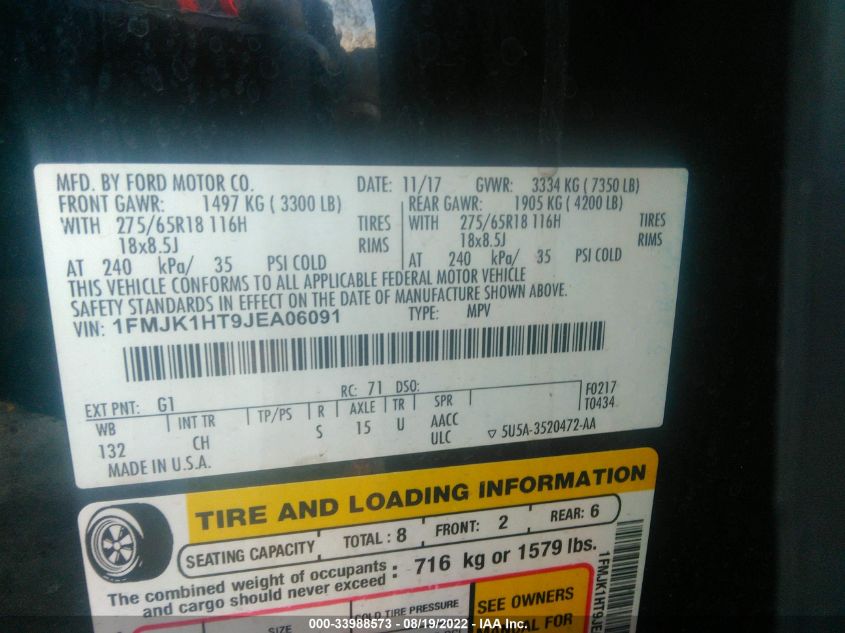 MFD. BY FORD MOTOR CO. DATE: 11/17 GVWR: 3334 KG ( 7350 LB)
FRONT GAWR: 1497 KG ( 3300 LB) REAR GAWR: 1905 KG ( 4200 LB)
WITH 275/65R18 116H TIRES WITH 275/65R18 116H TIRES
18x8.5J RIMS 18x8.5J RIMS
AT 240 kPa/ 35 PSI COLD AT 240 kPa/ 35 PSI COLD
THIS VEHICLE CONFORMS TO ALL APPLICABLE FEDERAL MOTOR VEHICLE
SAFETY STANDARDS IN EFFECT ON THE DATE OF MANUFACTURE SHOWN ABOVE.
VIN: 1FMJK1HT9JEA06091 TYPE: MPV
EXT PNT: G1 RC: 71 DSO: F0217
WB INT TR TP/PS R AXLE TR SPR T0434
132 CH S 15 U AACC
ULC
MADE IN U.S.A. 5U5A-3520472-AA
TIRE AND LOADING INFORMATION
SEATING CAPACITY TOTAL : 8 FRONT: 2 REAR: 6
The combined weight of occupants : 716 kg or 1579 lbs.
and cargo should never exceed
SIZE COLD TIRE PRESSURE SEE OWNERS
MANUAL FOR
1FMJK1HT9JE
000-33988573 - 08/19/2022 - IAA Inc.